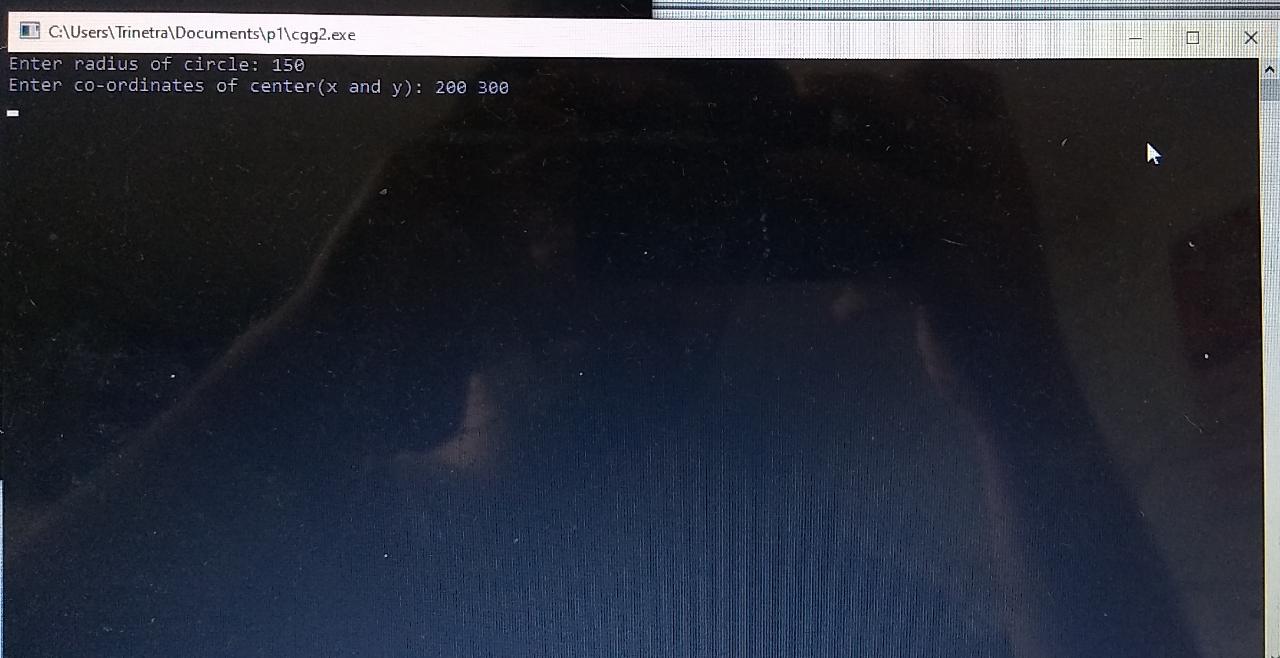 C:\Users\Trinetra\Documents\p1\cgg2.exe
Enter radius of circle: 150
Enter co-ordinates of center(x and y): 200 300